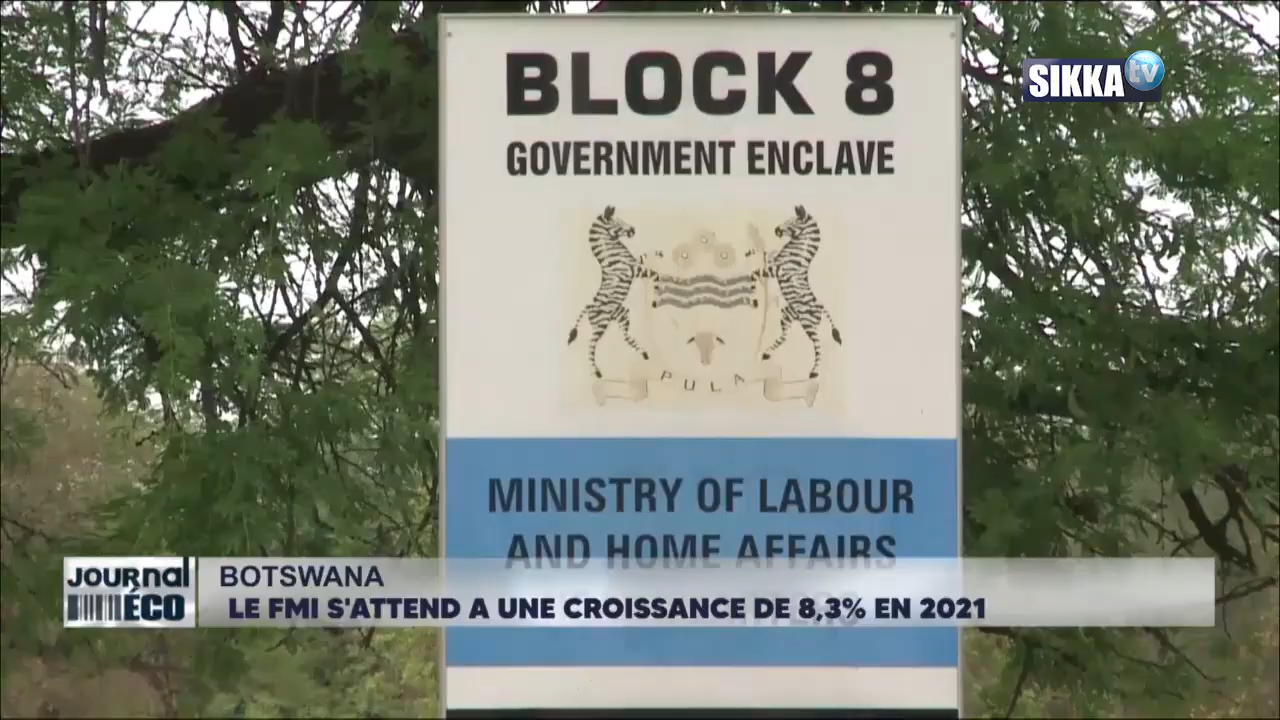 BLOCK 8
GOVERNMENT ENCLAVE
SIKKA tv
PULA
MINISTRY OF LABOUR
AND HOME AFFAIRS
JOURNAL ÉCO
BOTSWANA
LE FMI S'ATTEND A UNE CROISSANCE DE 8,3% EN 2021